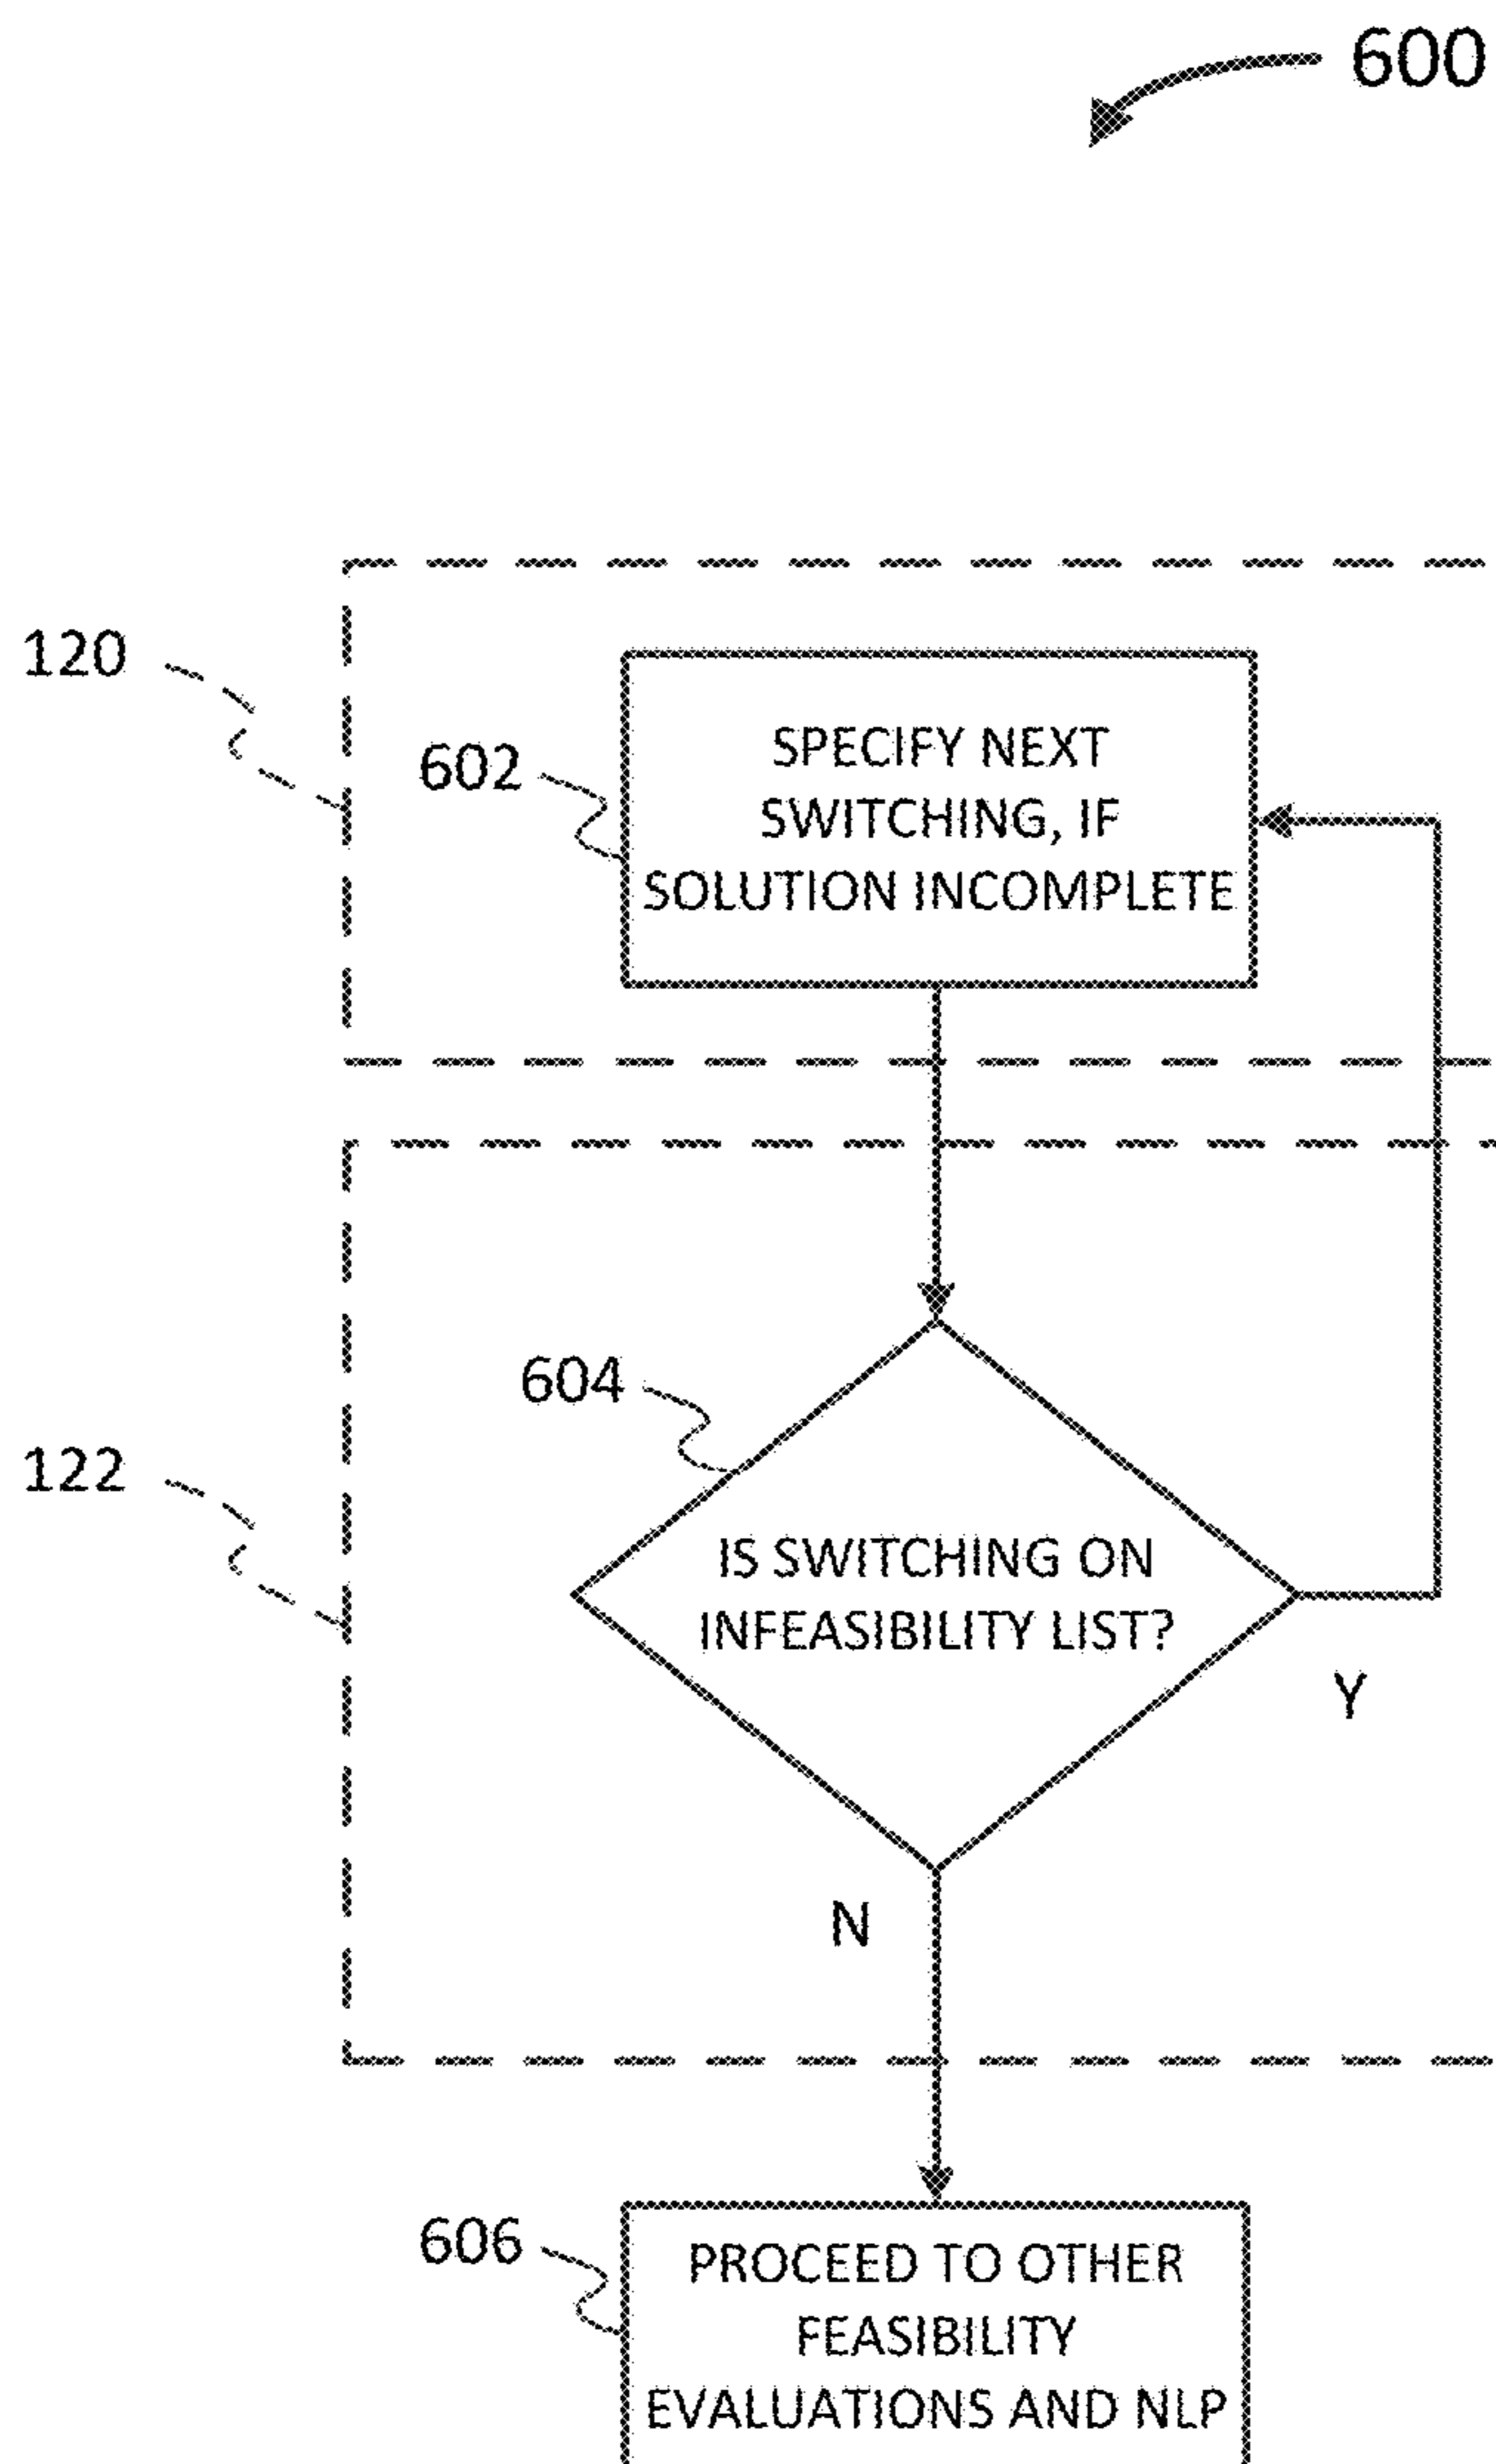 600
120
602
SPECIFY NEXT
SWITCHING, IF
SOLUTION INCOMPLETE
604
122
IS SWITCHING ON
INFEASIBILITY LIST?
Y
N
606
PROCEED TO OTHER
FEASIBILITY
EVALUATIONS AND NLP